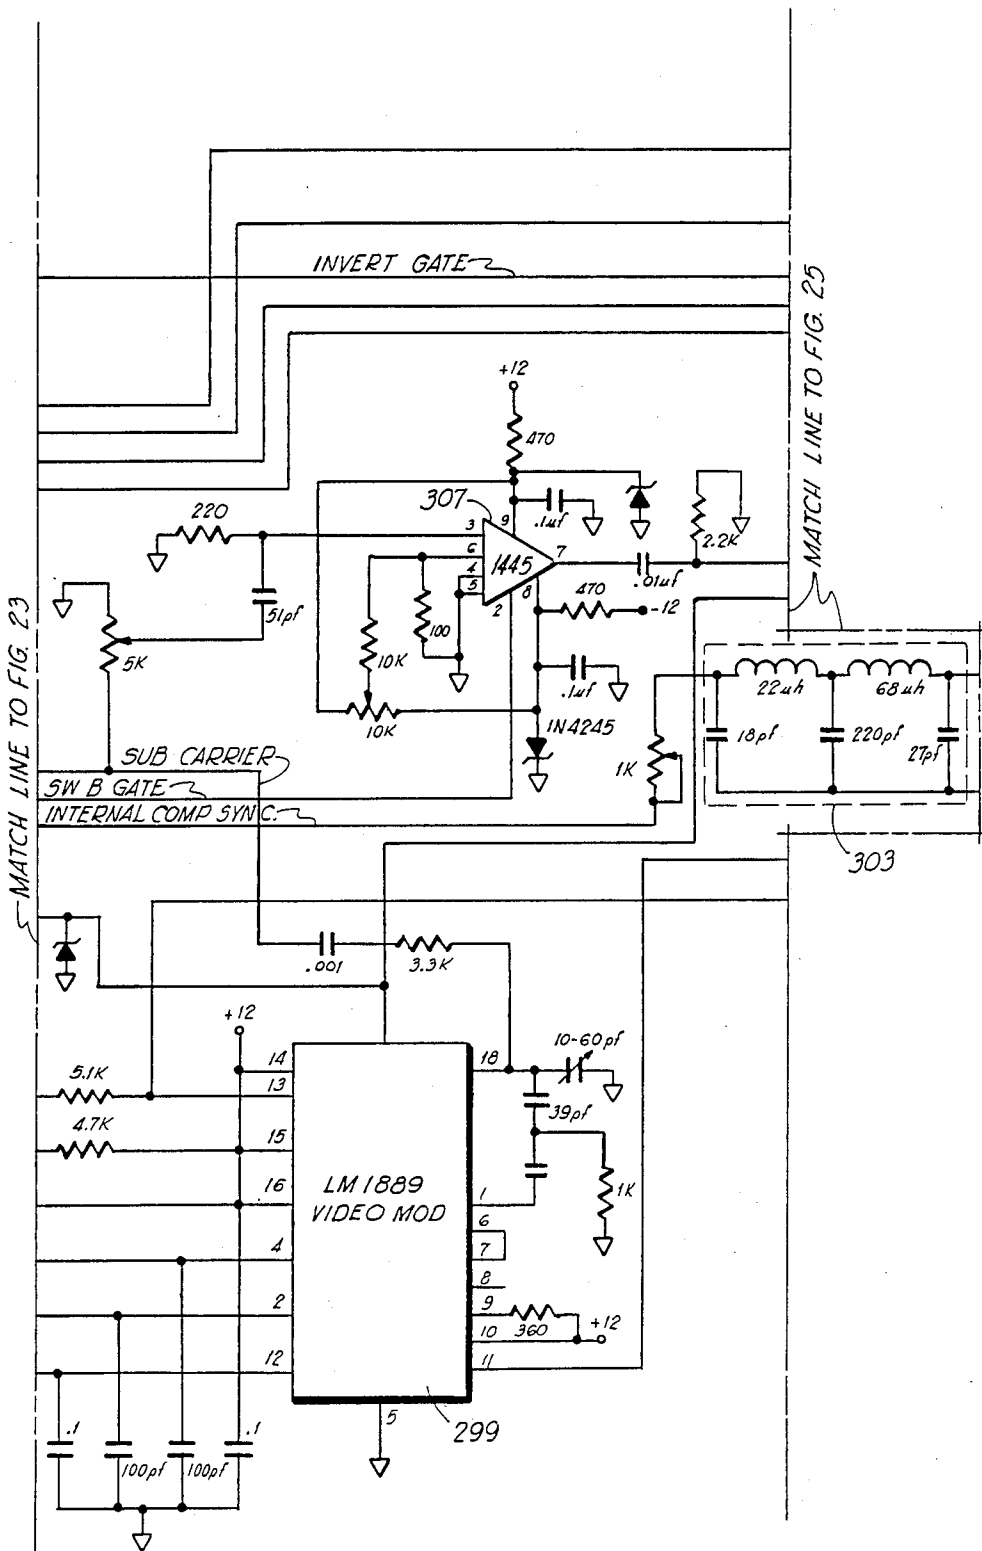 INVERT GATE
MATCH LINE TO FIG. 25
+12
470
307
.1uf
220
3
9
6
1445
7
4
5
8
2
2.2K
.01uf
51pf
470
-12
100
5K
10K
.1uf
10K
1N4245
22uh
68uh
18pf
220pf
27pf
1K
SUB CARRIER
SW B GATE
INTERNAL COMP SYNC.
303
MATCH LINE TO FIG. 23
.001
3.3K
+12
10-60pf
14
18
5.1K
13
39pf
4.7K
15
16
LM1889
VIDEO MOD
1
1K
6
4
7
8
2
9
360
+12
10
12
11
5
299
.1
100pf
100pf
.1